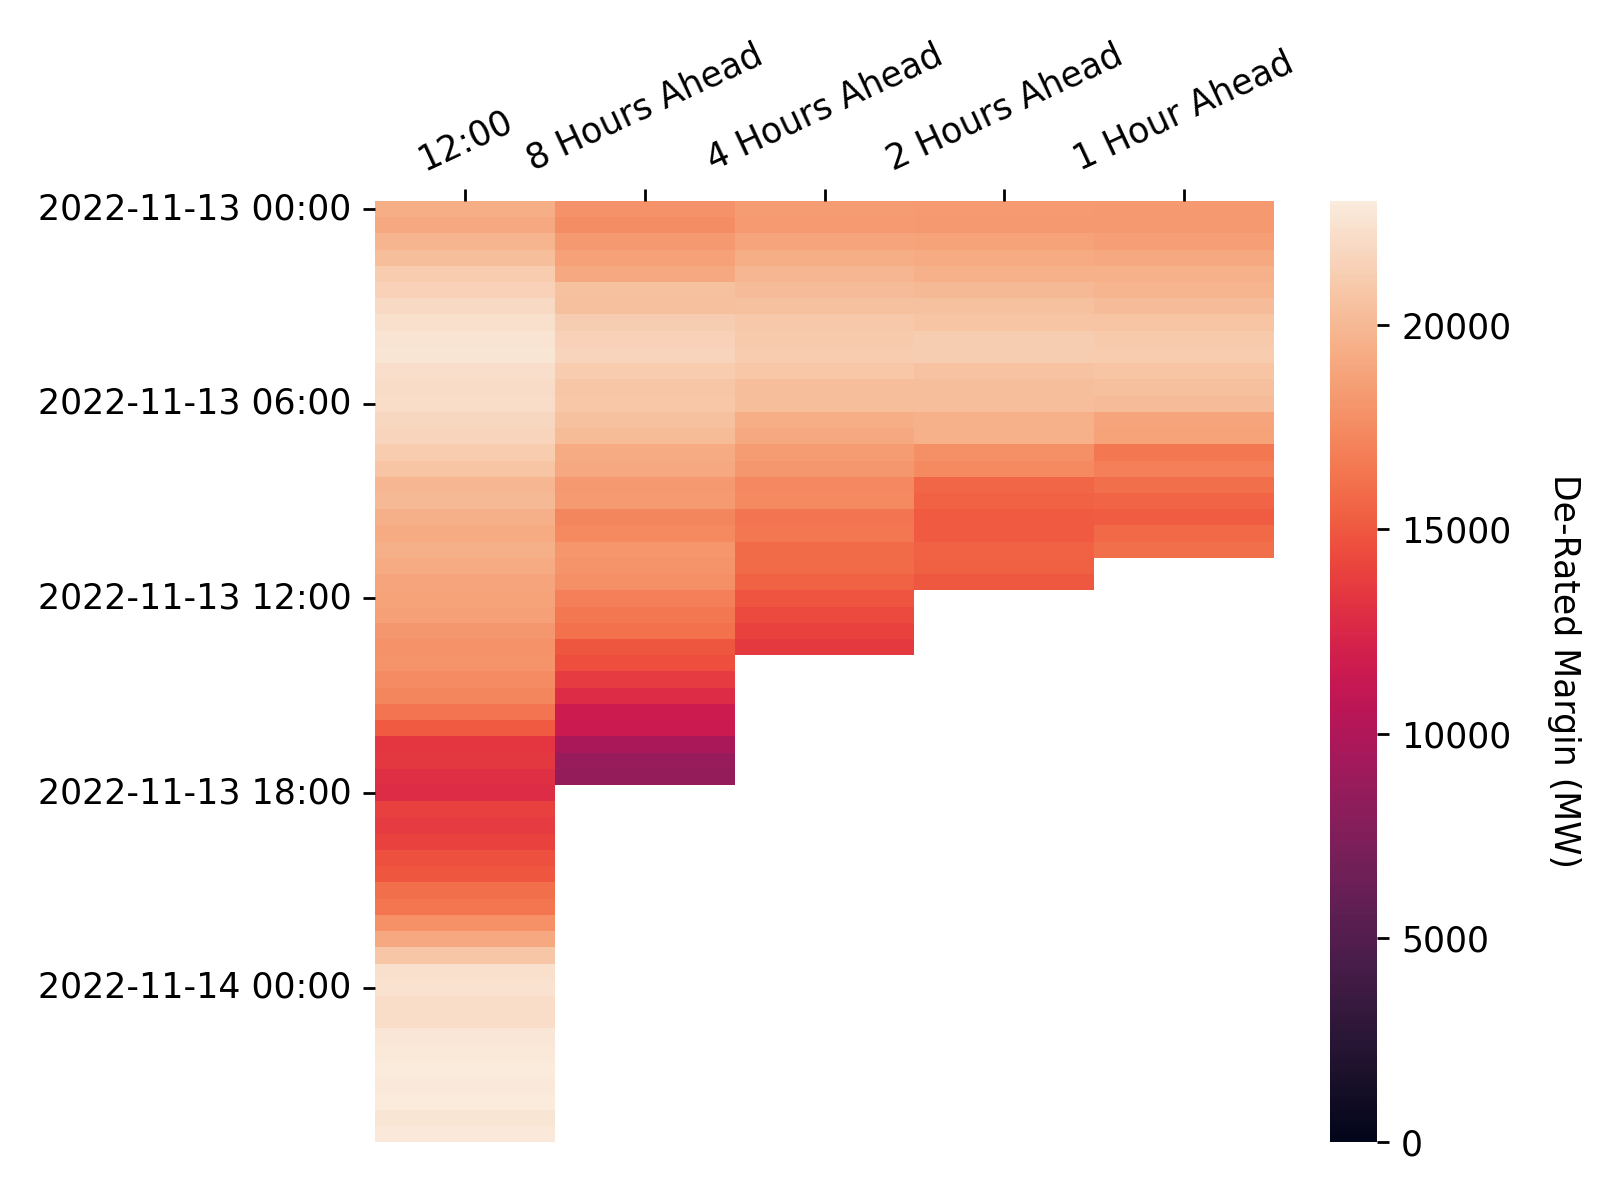 12:00
8 Hours Ahead
4 Hours Ahead
2 Hours Ahead
1 Hour Ahead
2022-11-13 00:00
2022-11-13 06:00
2022-11-13 12:00
2022-11-13 18:00
2022-11-14 00:00
20000
15000
10000
5000
0
De-Rated Margin (MW)